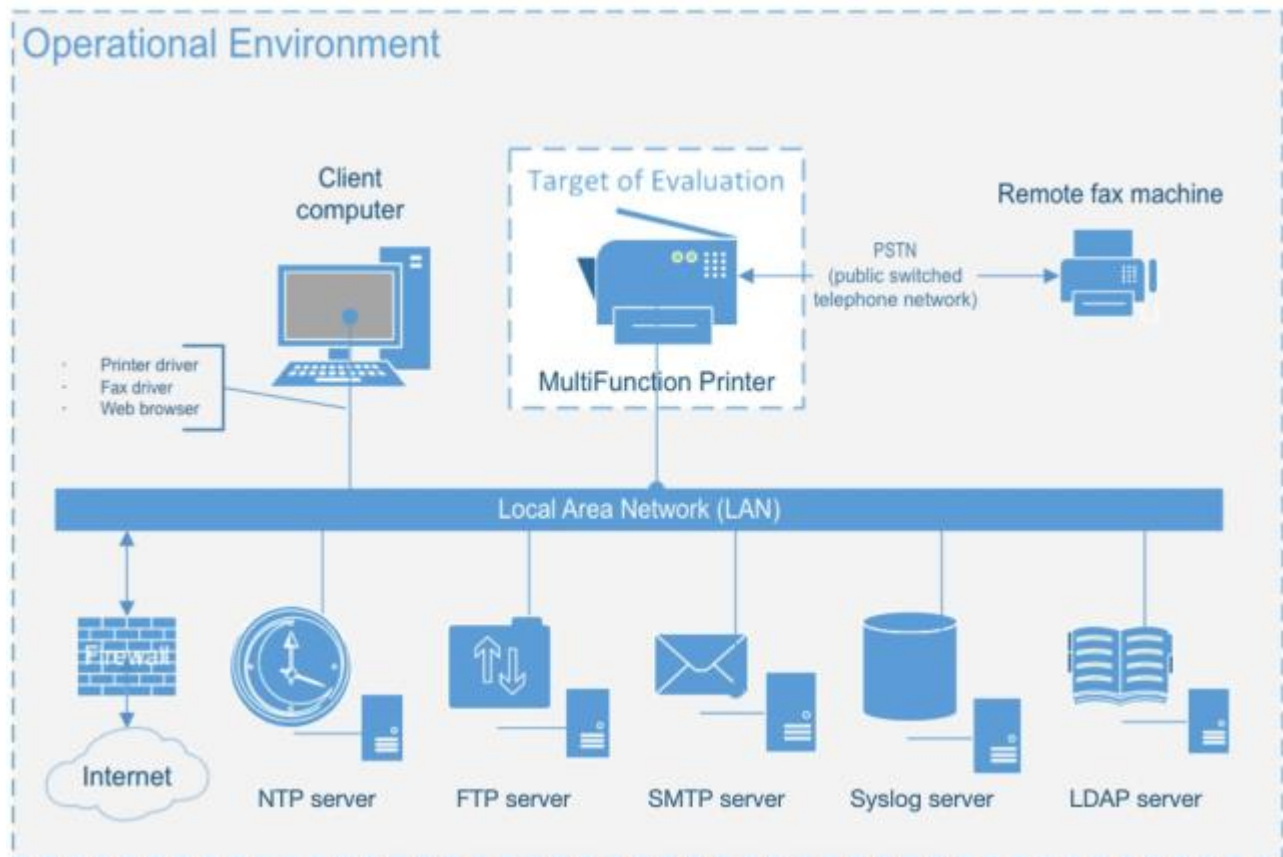 Operational Environment
Client
computer
Target of Evaluation
Remote fax machine
PSTN
(public switched
telephone network)
· Printer driver
· Fax driver
· Web browser
MultiFunction Printer
Local Area Network (LAN)
Firewall
Internet
NTP server
FTP server
SMTP server
Syslog server
LDAP server